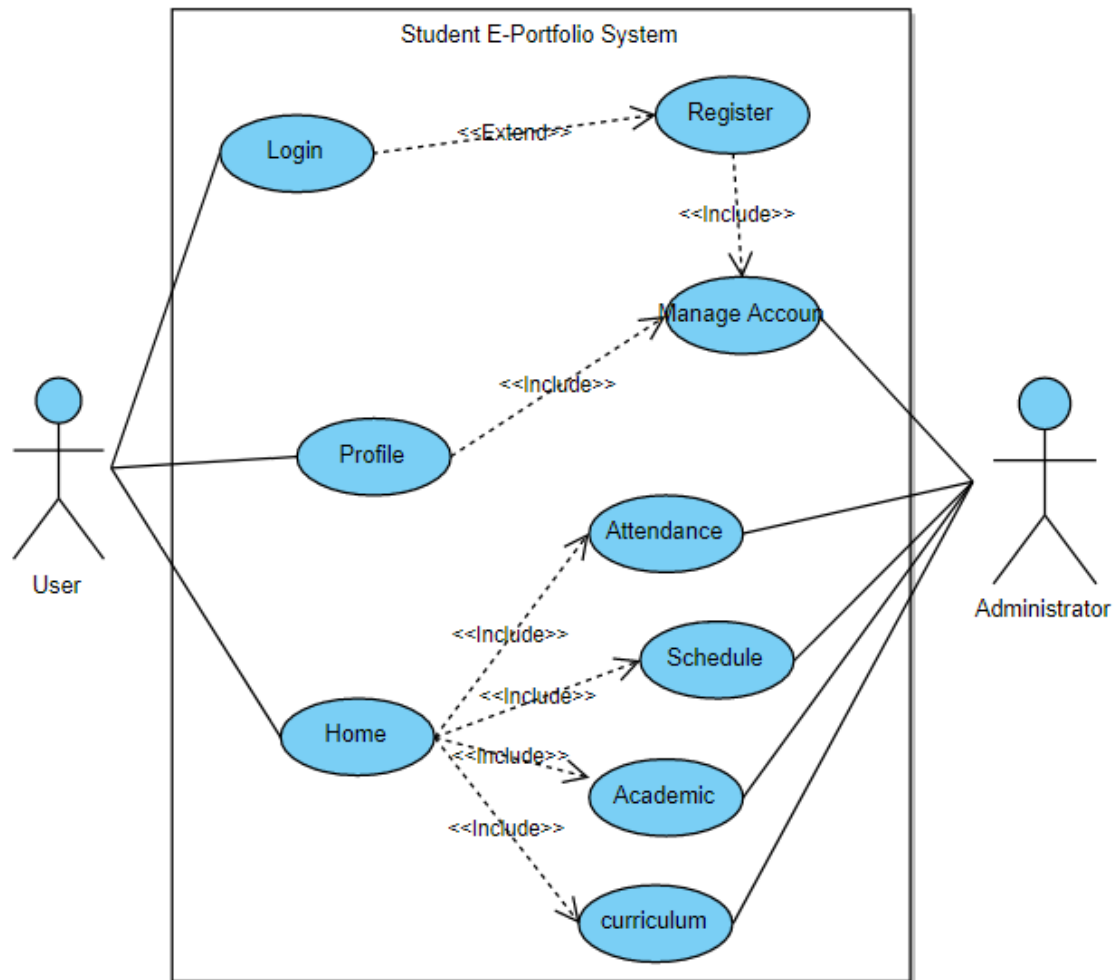 Student E-Portfolio System
Register
<<Extend>>
Login
<<Include>>
Manage Accoun
<<Include>>
Profile
Attendance
User
Administrator
<<Include>>
Schedule
<<Include>>
Home
<<Include>>
Academic
<<Include>>
curriculum